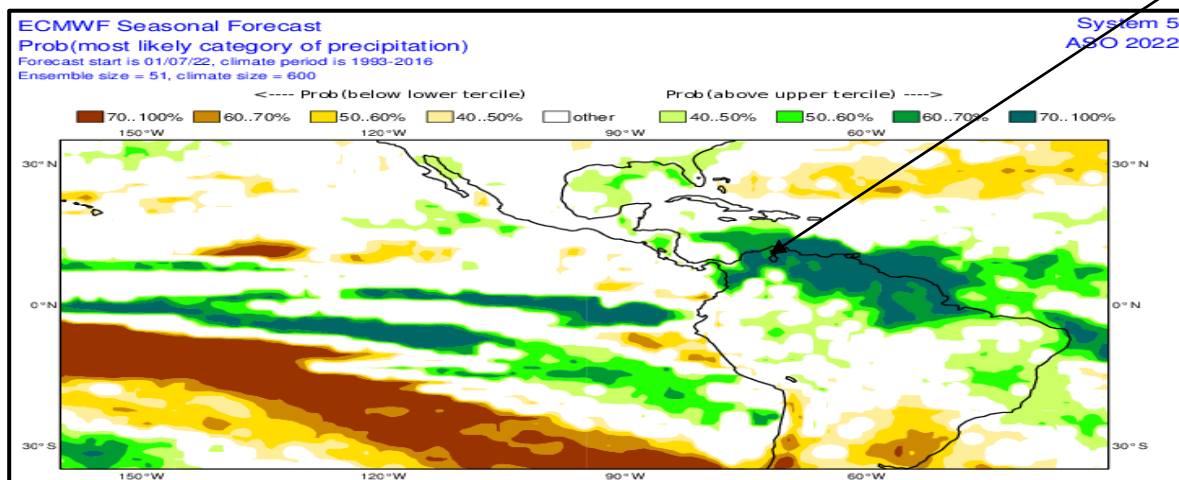 ECMWF Seasonal Forecast System 5
Prob(most likely category of precipitation) ASO 2022
Forecast start is 01/07/22, climate period is 1993-2016
Ensemble size = 51, climate size = 600
<---- Prob(below lower tercile) Prob(above upper tercile) ---->
70..100% 60..70% 50..60% 40..50% other 40..50% 50..60% 60..70% 70..100%
150°W 120°W 90°W 60°W
30°N 30°N
0°N 0°N
30°S 30°S
150°W 120°W 90°W 60°W